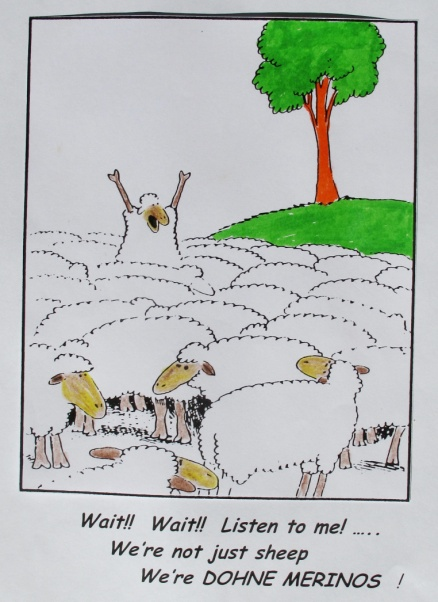 Wait!! Wait!! Listen to me! .....
We're not just sheep
We're DOHNE MERINOS !